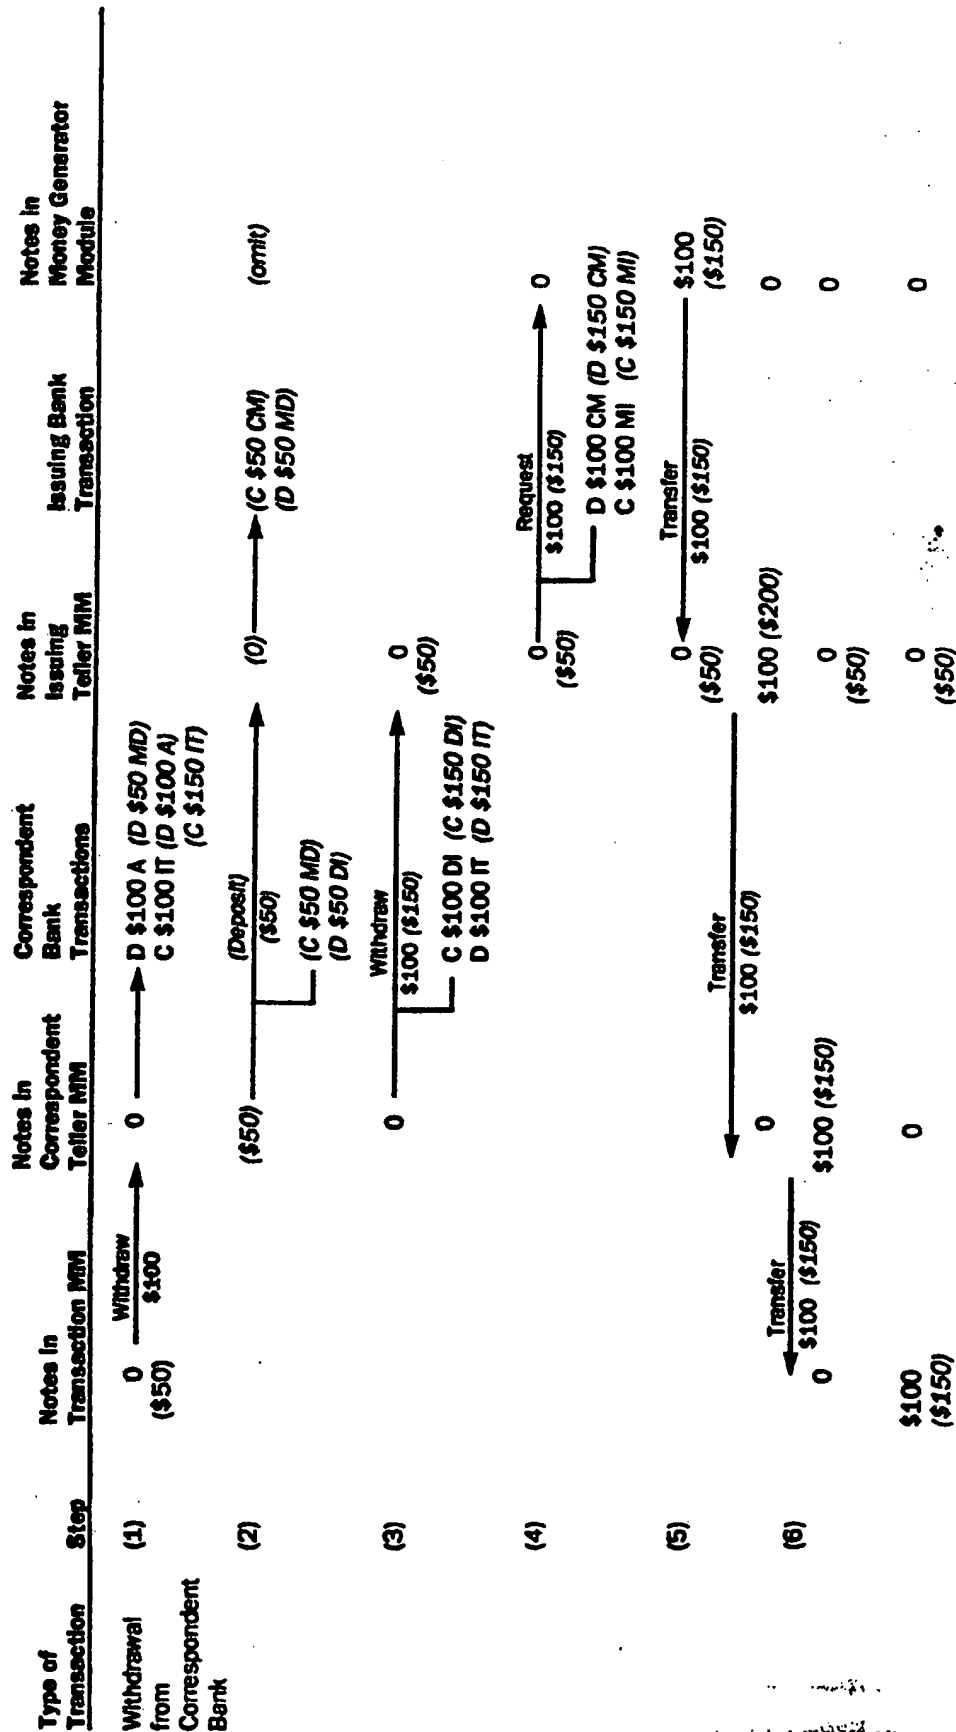 Type of
Transaction
Step
Notes in
Transaction MM
Notes in
Correspondent
Teller MM
Correspondent
Bank
Transactions
Notes in
Issuing
Teller MM
Issuing Bank
Transaction
Notes in
Money Generator
Module
Withdrawal
from
Correspondent
Bank
(1)
0
($50)
Withdraw
$100
0
D $100 A (D $50 MD)
C $100 IT (D $100 A)
(C $150 IT)
(2)
($50)
(Deposit)
($50)
(C $50 MD)
(D $50 DI)
(0)
(C $50 CM)
(D $50 MD)
(omit)
(3)
0
Withdraw
$100 ($150)
C $100 DI (C $150 DI)
D $100 IT (D $150 IT)
0
($50)
(4)
0
($50)
Request
$100 ($150)
D $100 CM (D $150 CM)
C $100 MI (C $150 MI)
0
(5)
0
($50)
Transfer
$100 ($150)
$100
($150)
Transfer
$100 ($150)
0
$100 ($200)
0
(6)
Transfer
$100 ($150)
0
$100 ($150)
0
($50)
0
$100
($150)
0
0
($50)
0